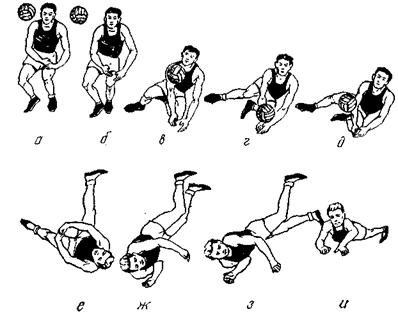 а б в г д
е ж з и